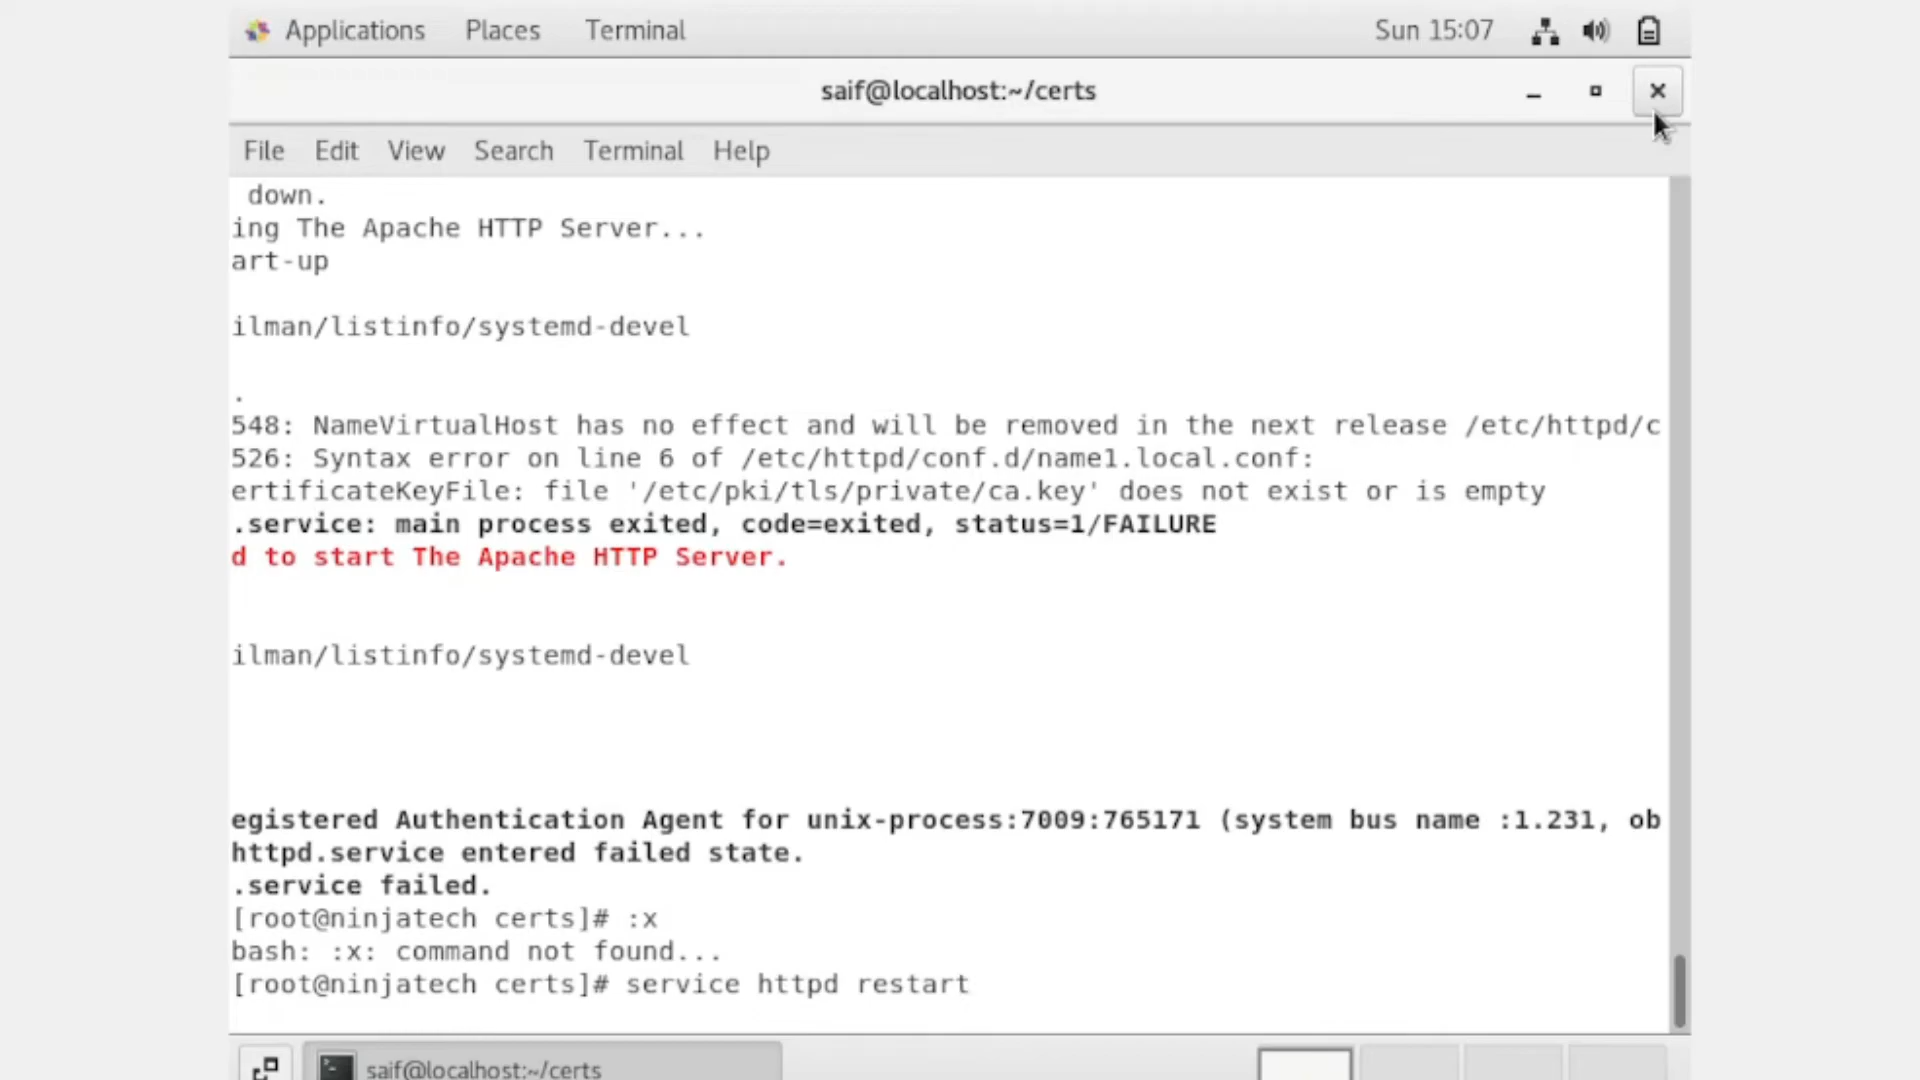 Applications Places Terminal Sun 15:07
saif@localhost:~/certs
File Edit View Search Terminal Help
down.
ing The Apache HTTP Server...
art-up
ilman/listinfo/systemd-devel
.
548: NameVirtualHost has no effect and will be removed in the next release /etc/httpd/c
526: Syntax error on line 6 of /etc/httpd/conf.d/name1.local.conf:
ertificateKeyFile: file '/etc/pki/tls/private/ca.key' does not exist or is empty
.service: main process exited, code=exited, status=1/FAILURE
d to start The Apache HTTP Server.
ilman/listinfo/systemd-devel
egistered Authentication Agent for unix-process:7009:765171 (system bus name :1.231, ob
httpd.service entered failed state.
.service failed.
[root@ninjatech certs]# :x
bash: :x: command not found...
[root@ninjatech certs]# service httpd restart
saif@localhost:~/certs